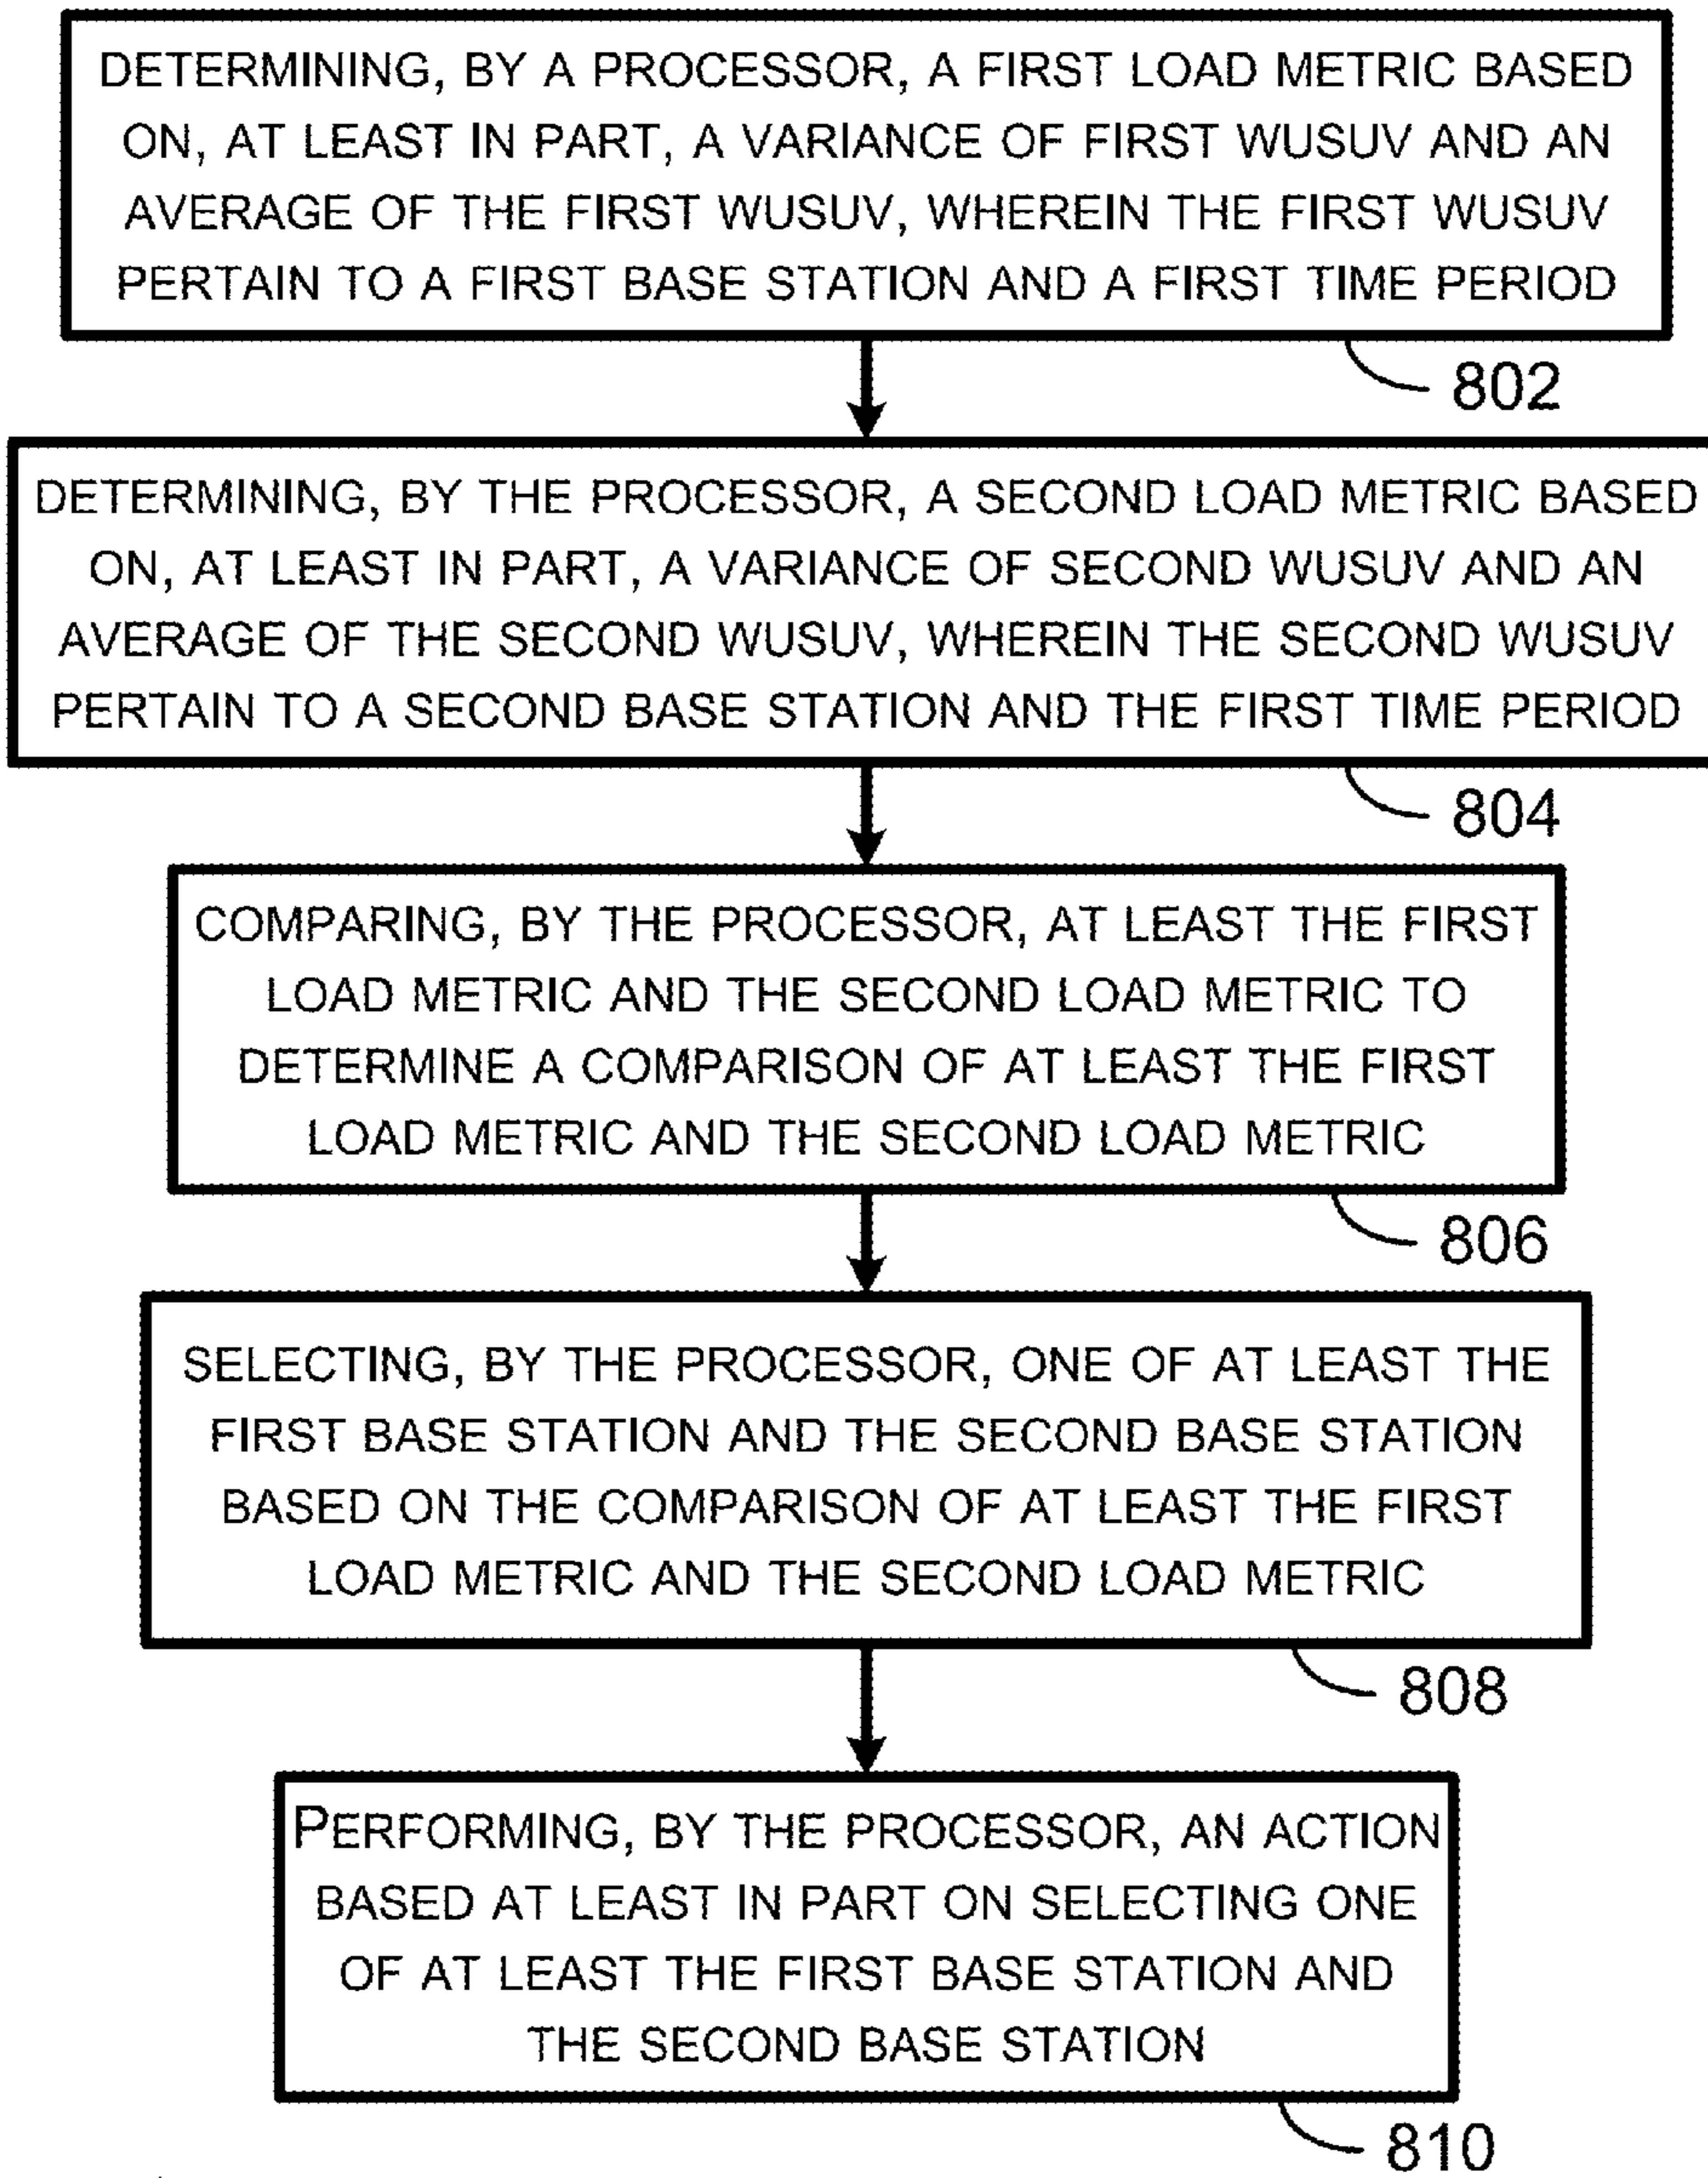 DETERMINING, BY A PROCESSOR, A FIRST LOAD METRIC BASED
ON, AT LEAST IN PART, A VARIANCE OF FIRST WUSUV AND AN
AVERAGE OF THE FIRST WUSUV, WHEREIN THE FIRST WUSUV
PERTAIN TO A FIRST BASE STATION AND A FIRST TIME PERIOD
802
DETERMINING, BY THE PROCESSOR, A SECOND LOAD METRIC BASED
ON, AT LEAST IN PART, A VARIANCE OF SECOND WUSUV AND AN
AVERAGE OF THE SECOND WUSUV, WHEREIN THE SECOND WUSUV
PERTAIN TO A SECOND BASE STATION AND THE FIRST TIME PERIOD
804
COMPARING, BY THE PROCESSOR, AT LEAST THE FIRST
LOAD METRIC AND THE SECOND LOAD METRIC TO
DETERMINE A COMPARISON OF AT LEAST THE FIRST
LOAD METRIC AND THE SECOND LOAD METRIC
806
SELECTING, BY THE PROCESSOR, ONE OF AT LEAST THE
FIRST BASE STATION AND THE SECOND BASE STATION
BASED ON THE COMPARISON OF AT LEAST THE FIRST
LOAD METRIC AND THE SECOND LOAD METRIC
808
PERFORMING, BY THE PROCESSOR, AN ACTION
BASED AT LEAST IN PART ON SELECTING ONE
OF AT LEAST THE FIRST BASE STATION AND
THE SECOND BASE STATION
810